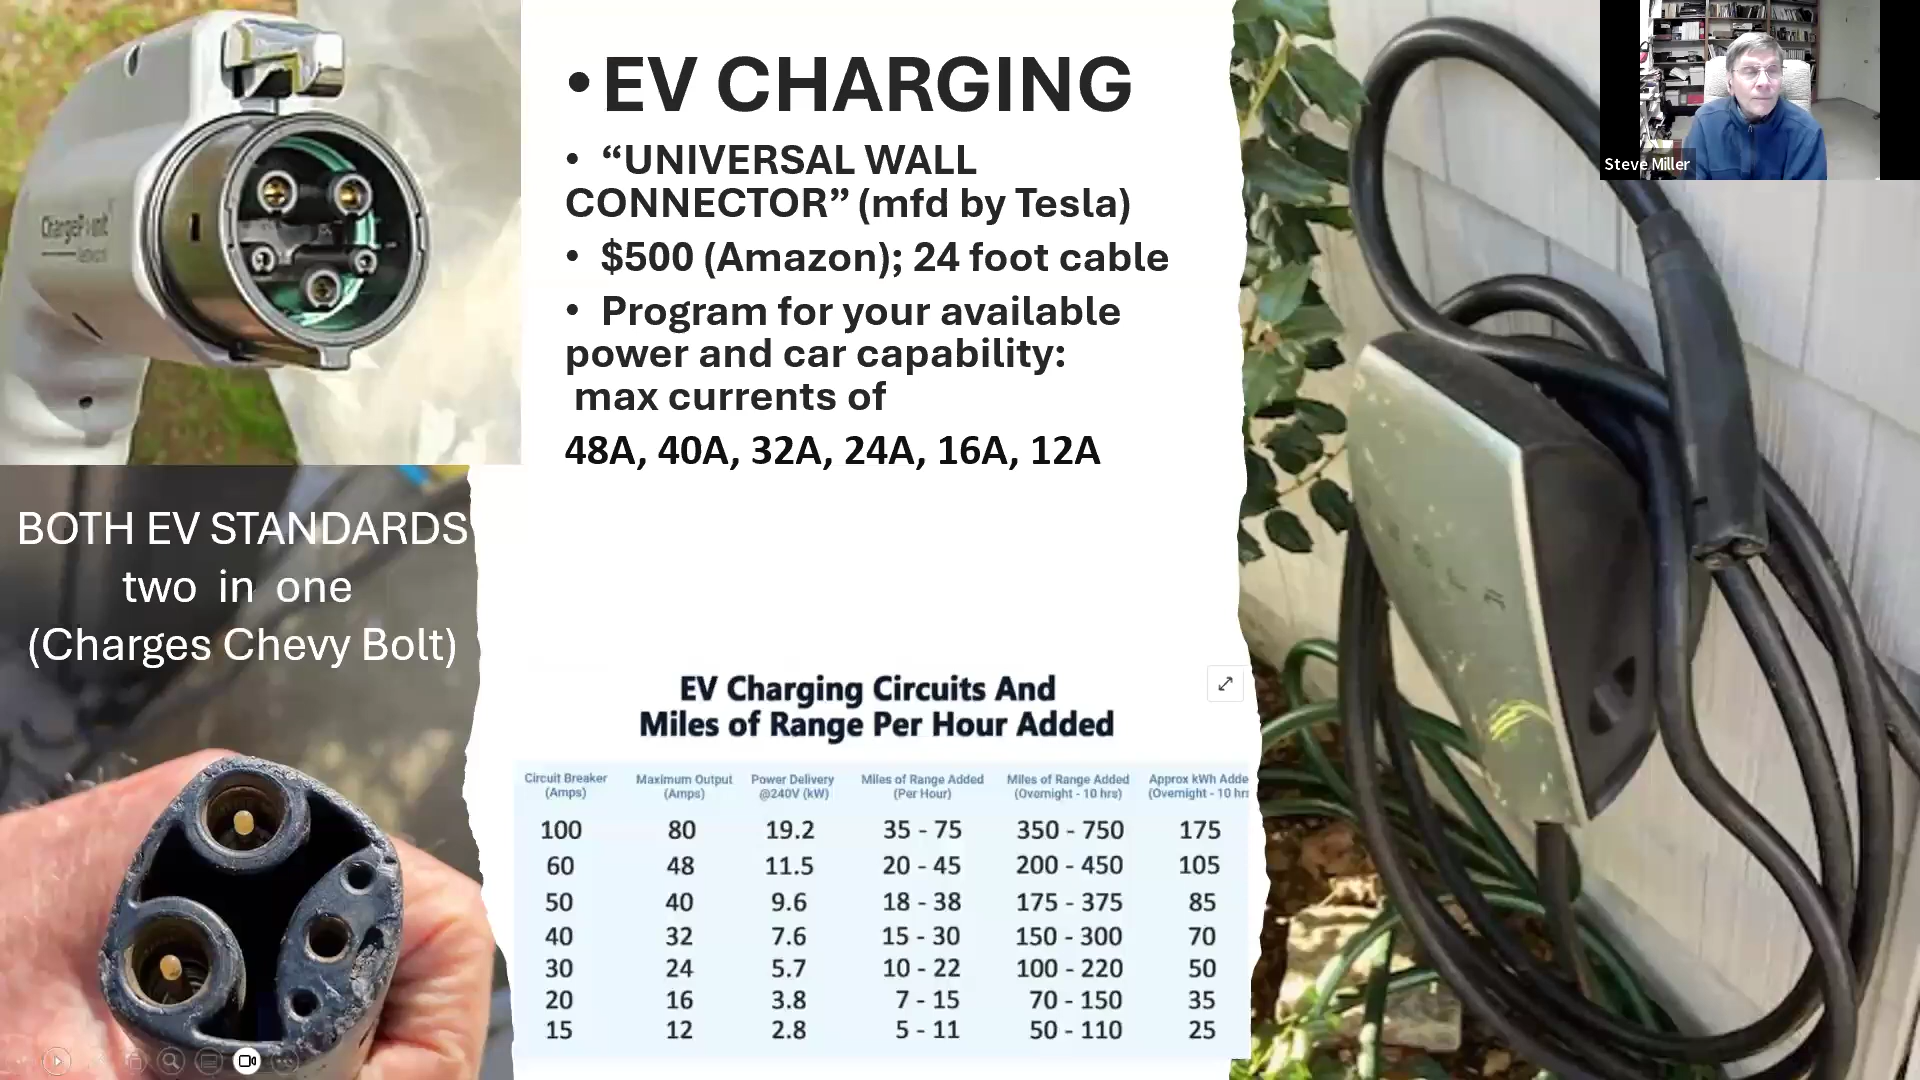 ChargePoint
• EV CHARGING
• “UNIVERSAL WALL
CONNECTOR” (mfd by Tesla)
• $500 (Amazon); 24 foot cable
• Program for your available
power and car capability:
max currents of
48A, 40A, 32A, 24A, 16A, 12A
Steve Miller
BOTH EV STANDARDS
two in one
(Charges Chevy Bolt)
EV Charging Circuits And
Miles of Range Per Hour Added
Circuit Breaker (Amps) Maximum Output (Amps) Power Delivery @240V (kW) Miles of Range Added (Per Hour) Miles of Range Added (Overnight - 10 hrs) Approx kWh Adde (Overnight - 10 hrs
100 80 19.2 35 - 75 350 - 750 175
60 48 11.5 20 - 45 200 - 450 105
50 40 9.6 18 - 38 175 - 375 85
40 32 7.6 15 - 30 150 - 300 70
30 24 5.7 10 - 22 100 - 220 50
20 16 3.8 7 - 15 70 - 150 35
15 12 2.8 5 - 11 50 - 110 25